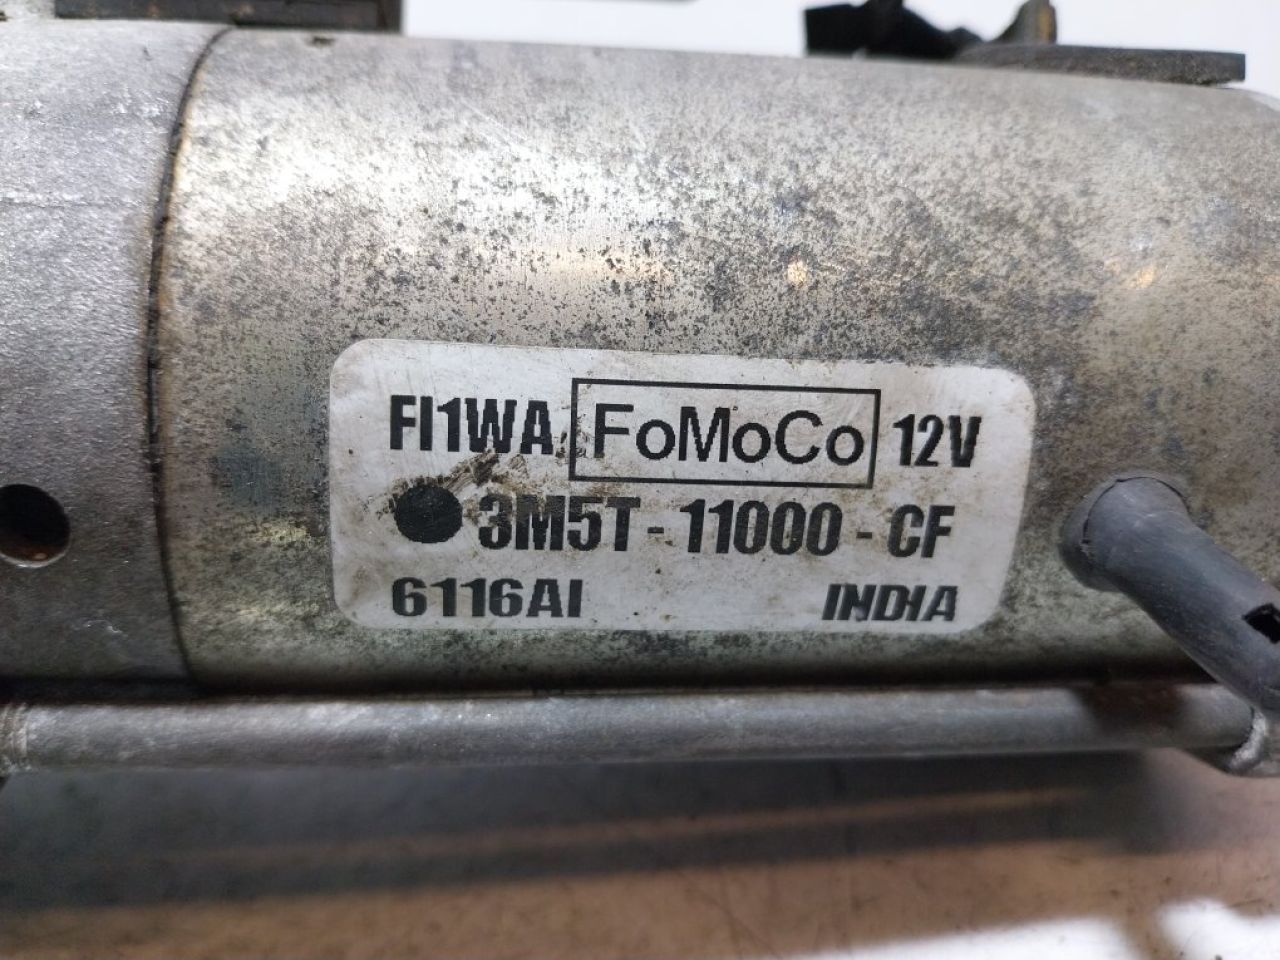 FI1WA FoMoCo 12V
3M5T-11000-CF
6116AI INDIA